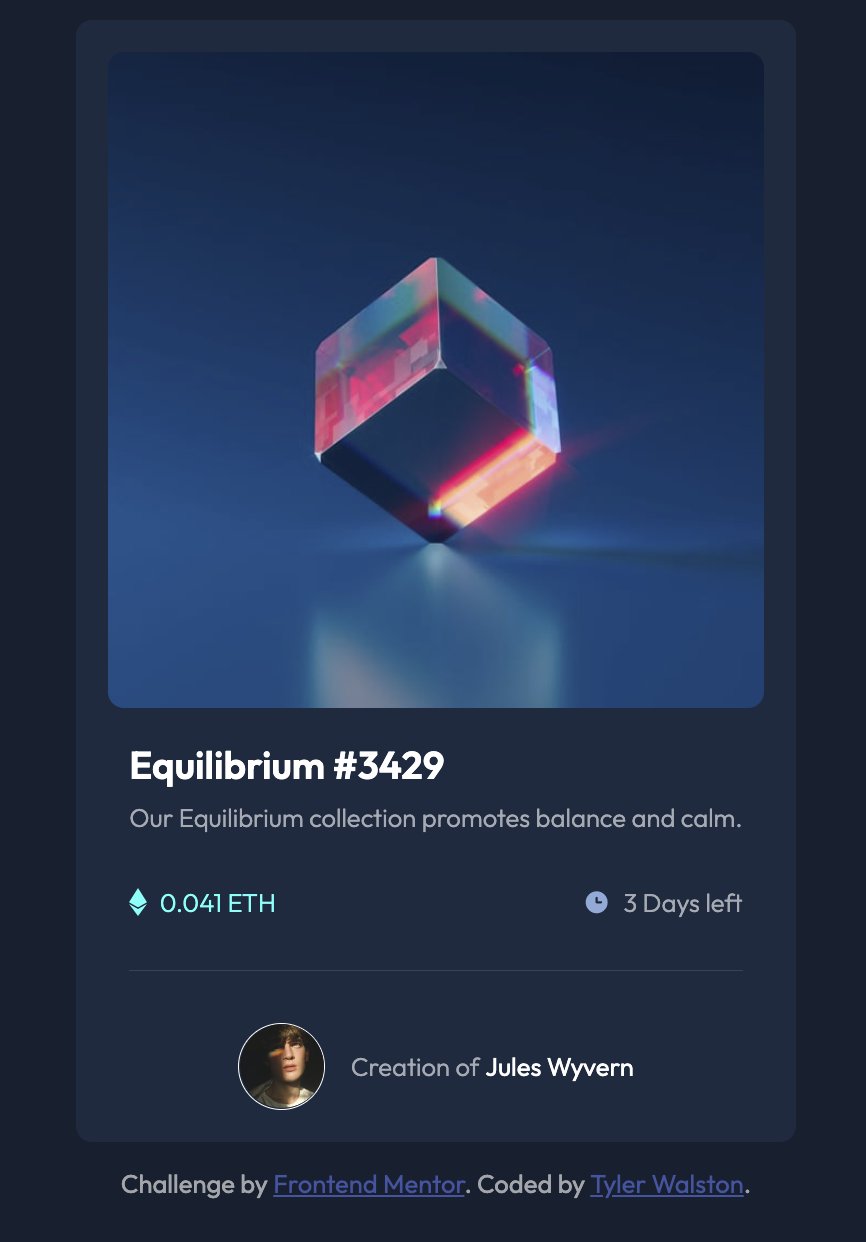 Equilibrium #3429
Our Equilibrium collection promotes balance and calm.
0.041 ETH
3 Days left
Creation of Jules Wyvern
Challenge by Frontend Mentor. Coded by Tyler Walston.